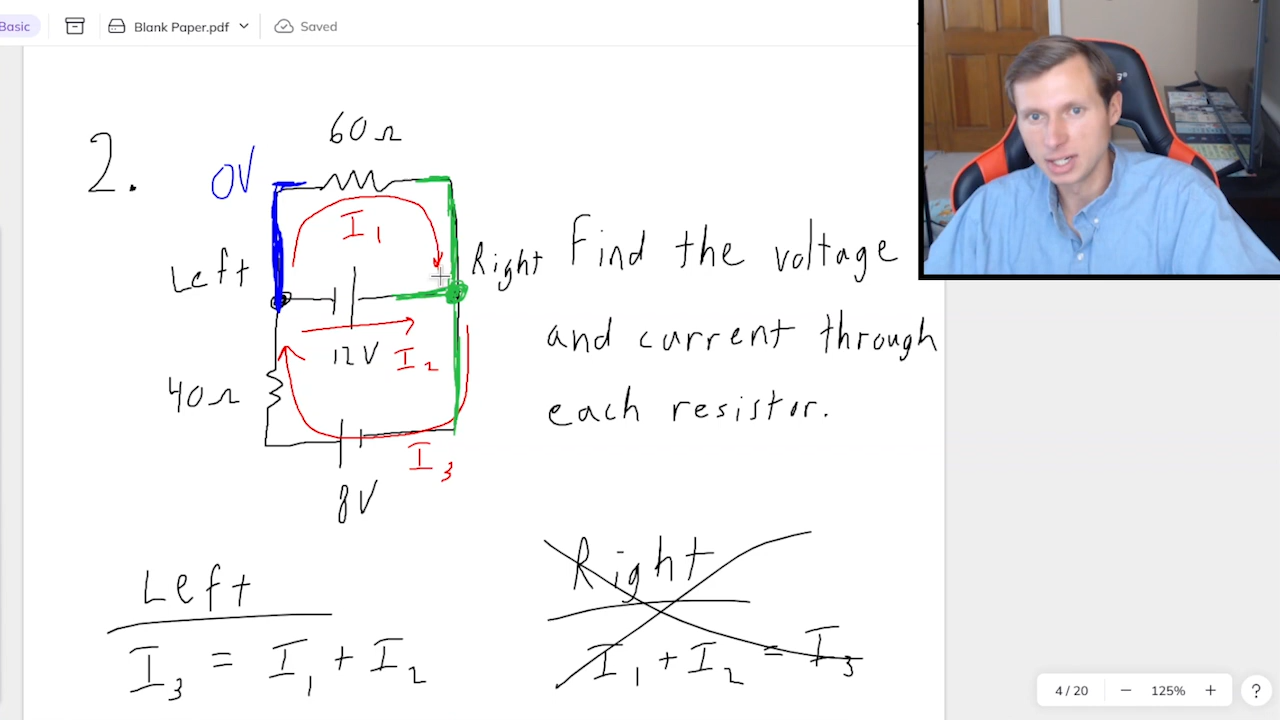 Basic
Blank Paper.pdf
Saved
2.
60Ω
0V
I1
Left
Right
Find the voltage
and current through
each resistor.
12V
I2
40Ω
I3
8V
Left
I3 = I1 + I2
Right
I1 + I2 = I3
4 / 20
125%
?